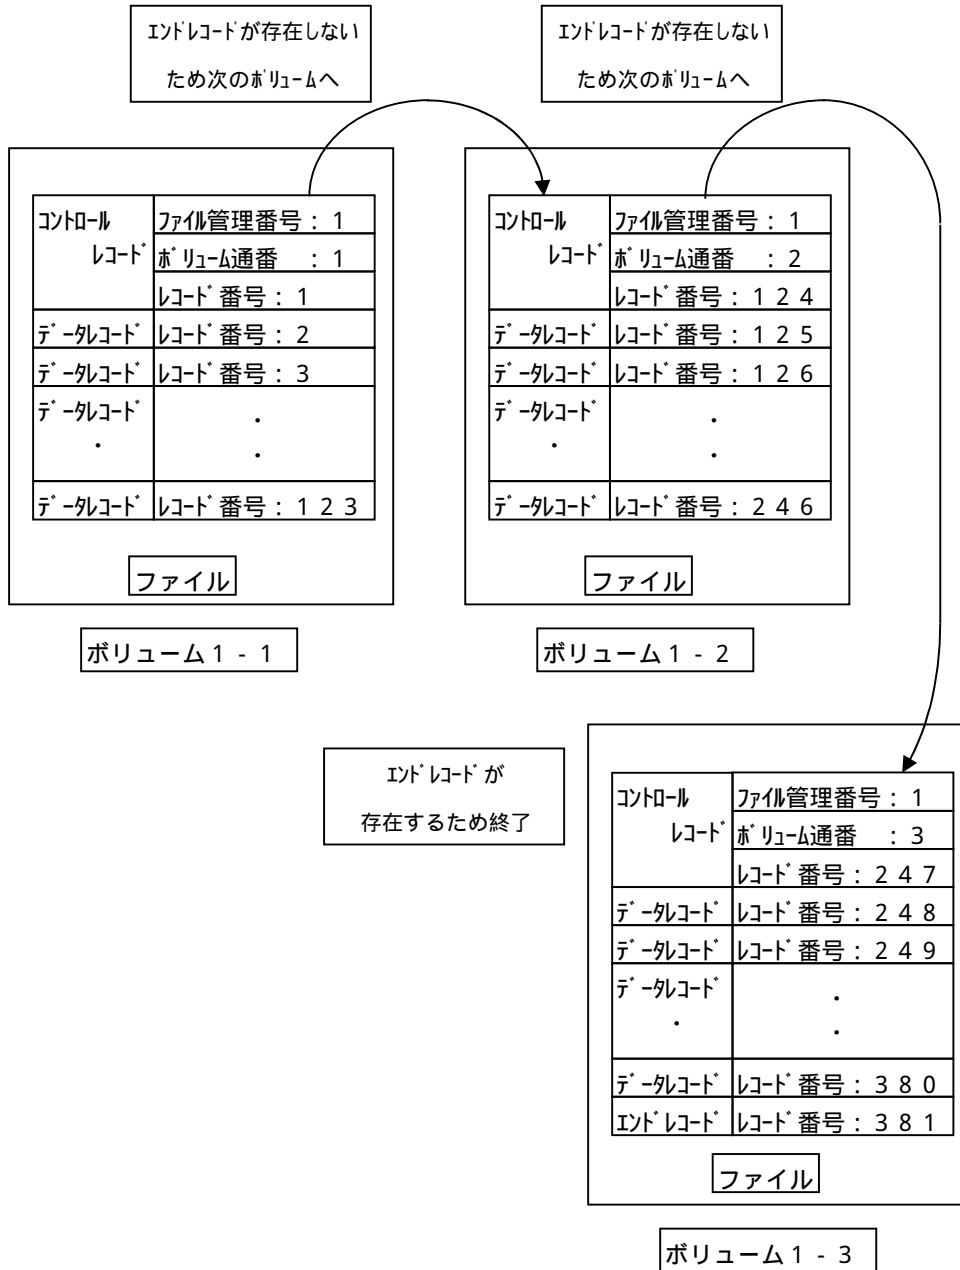 ｴﾝﾄﾞﾚｺｰﾄﾞが存在しない
ため次のﾎﾞﾘｭｰﾑへ
ｴﾝﾄﾞﾚｺｰﾄﾞが存在しない
ため次のﾎﾞﾘｭｰﾑへ
ｺﾝﾄﾛｰﾙ
ﾚｺｰﾄﾞ
ﾌｧｲﾙ管理番号：１
ﾎﾞﾘｭｰﾑ通番　：１
ﾚｺｰﾄﾞ番号：１
ﾃﾞｰﾀﾚｺｰﾄﾞ ﾚｺｰﾄﾞ番号：２
ﾃﾞｰﾀﾚｺｰﾄﾞ ﾚｺｰﾄﾞ番号：３
ﾃﾞｰﾀﾚｺｰﾄﾞ ・
・ ・
ﾃﾞｰﾀﾚｺｰﾄﾞ ﾚｺｰﾄﾞ番号：１２３
ファイル
ボリューム１‐１
ｺﾝﾄﾛｰﾙ
ﾚｺｰﾄﾞ
ﾌｧｲﾙ管理番号：１
ﾎﾞﾘｭｰﾑ通番　：２
ﾚｺｰﾄﾞ番号：１２４
ﾃﾞｰﾀﾚｺｰﾄﾞ ﾚｺｰﾄﾞ番号：１２５
ﾃﾞｰﾀﾚｺｰﾄﾞ ﾚｺｰﾄﾞ番号：１２６
ﾃﾞｰﾀﾚｺｰﾄﾞ ・
・ ・
ﾃﾞｰﾀﾚｺｰﾄﾞ ﾚｺｰﾄﾞ番号：２４６
ファイル
ボリューム１‐２
ｴﾝﾄﾞﾚｺｰﾄﾞが
存在するため終了
ｺﾝﾄﾛｰﾙ
ﾚｺｰﾄﾞ
ﾌｧｲﾙ管理番号：１
ﾎﾞﾘｭｰﾑ通番　：３
ﾚｺｰﾄﾞ番号：２４７
ﾃﾞｰﾀﾚｺｰﾄﾞ ﾚｺｰﾄﾞ番号：２４８
ﾃﾞｰﾀﾚｺｰﾄﾞ ﾚｺｰﾄﾞ番号：２４９
ﾃﾞｰﾀﾚｺｰﾄﾞ ・
・ ・
ﾃﾞｰﾀﾚｺｰﾄﾞ ﾚｺｰﾄﾞ番号：３８０
ｴﾝﾄﾞﾚｺｰﾄﾞ ﾚｺｰﾄﾞ番号：３８１
ファイル
ボリューム１‐３